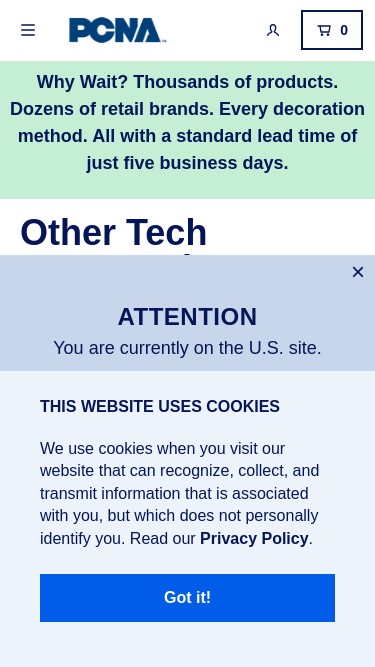 PCNA
0
Why Wait? Thousands of products.
Dozens of retail brands. Every decoration
method. All with a standard lead time of
just five business days.
Other Tech
ATTENTION
You are currently on the U.S. site.
THIS WEBSITE USES COOKIES
We use cookies when you visit our
website that can recognize, collect, and
transmit information that is associated
with you, but which does not personally
identify you. Read our Privacy Policy.
Got it!